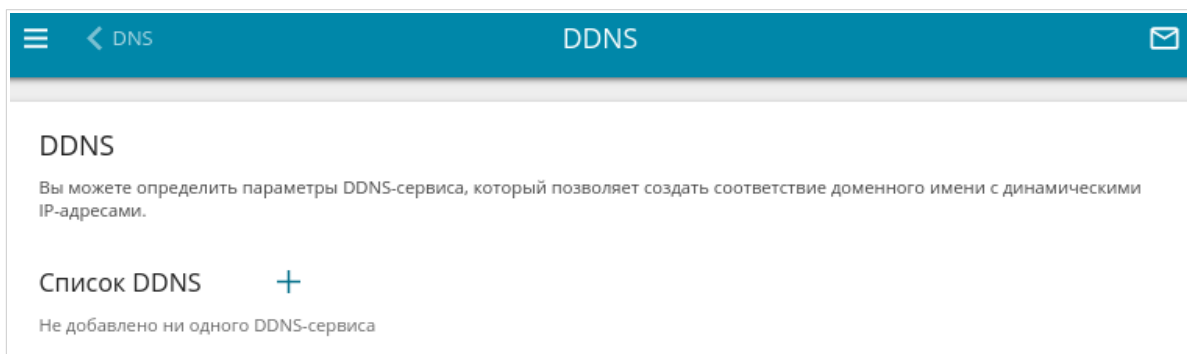 DNS
DDNS
DDNS
Вы можете определить параметры DDNS-сервиса, который позволяет создать соответствие доменного имени с динамическими
IP-адресами.
Список DDNS
Не добавлено ни одного DDNS-сервиса